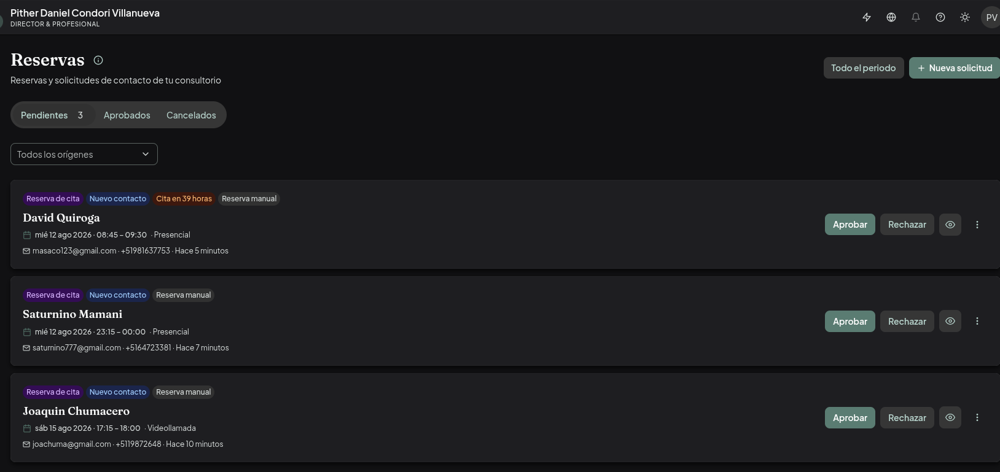 Pither Daniel Condori Villanueva
DIRECTOR & PROFESIONAL
PV
Reservas
Reservas y solicitudes de contacto de tu consultorio
Todo el periodo
+ Nueva solicitud
Pendientes 3 Aprobados Cancelados
Todos los orígenes
Reserva de cita Nuevo contacto Cita en 39 horas Reserva manual
David Quiroga
mié 12 ago 2026 · 08:45 – 09:30 · Presencial
masaco123@gmail.com · +51981637753 · Hace 5 minutos
Aprobar Rechazar
Reserva de cita Nuevo contacto Reserva manual
Saturnino Mamani
mié 12 ago 2026 · 23:15 – 00:00 · Presencial
saturnino777@gmail.com · +5164723381 · Hace 7 minutos
Aprobar Rechazar
Reserva de cita Nuevo contacto Reserva manual
Joaquin Chumacero
sáb 15 ago 2026 · 17:15 – 18:00 · Videollamada
joachuma@gmail.com · +5119872648 · Hace 10 minutos
Aprobar Rechazar